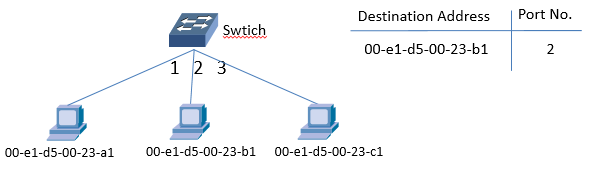 Swtich
1 2 3
00-e1-d5-00-23-a1
00-e1-d5-00-23-b1
00-e1-d5-00-23-c1
Destination Address Port No.
00-e1-d5-00-23-b1 2